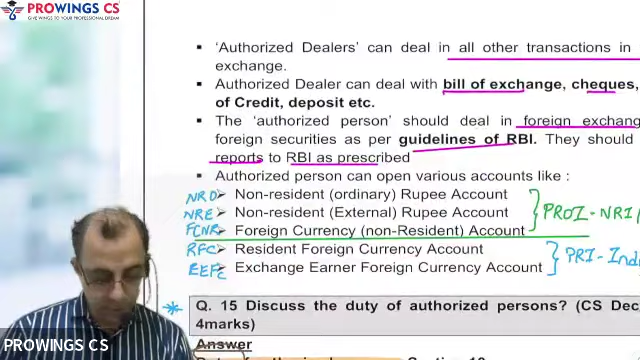 PROWINGS CS
GIVE WINGS TO YOUR PROFESSIONAL DREAM
▪ 'Authorized Dealers' can deal in all other transactions in
exchange.
▪ Authorized Dealer can deal with bill of exchange, cheques,
of Credit, deposit etc.
▪ The 'authorized person' should deal in foreign exchang
foreign securities as per guidelines of RBI. They should
reports to RBI as prescribed
▪ Authorized person can open various accounts like :
NRO ➢ Non-resident (ordinary) Rupee Account
NRE ➢ Non-resident (External) Rupee Account
FCNR ➢ Foreign Currency (non-Resident) Account
PROI-NRI/
RFC ➢ Resident Foreign Currency Account
EEFC ➢ Exchange Earner Foreign Currency Account
PRI-Ind
Q. 15 Discuss the duty of authorized persons? (CS Dec
4marks)
Answer
PROWINGS CS